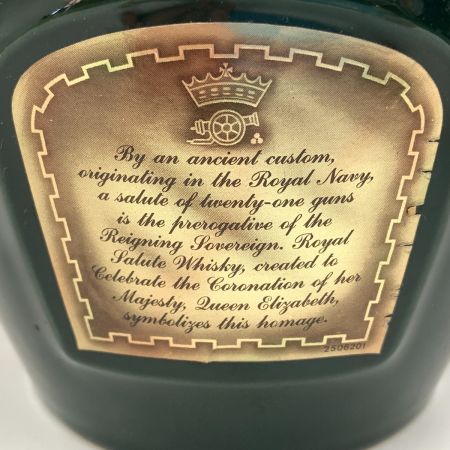 By an ancient custom,
originating in the Royal Navy,
a salute of twenty-one guns
is the prerogative of the
Reigning Sovereign. Royal
Salute Whisky, created to
Celebrate the Coronation of her
Majesty, Queen Elizabeth,
symbolizes this homage.
2506201